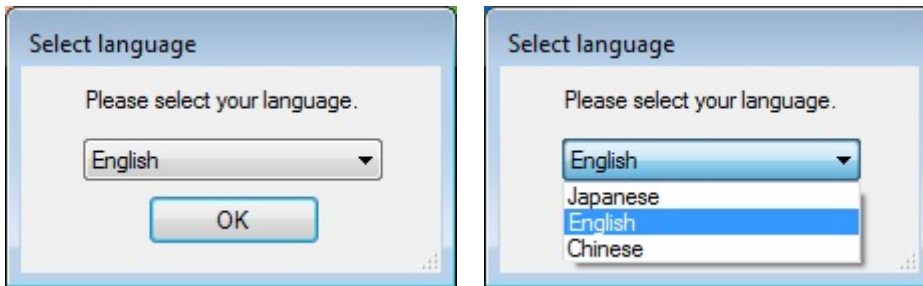 Select language
Please select your language.
English
OK
Select language
Please select your language.
English
Japanese
English
Chinese